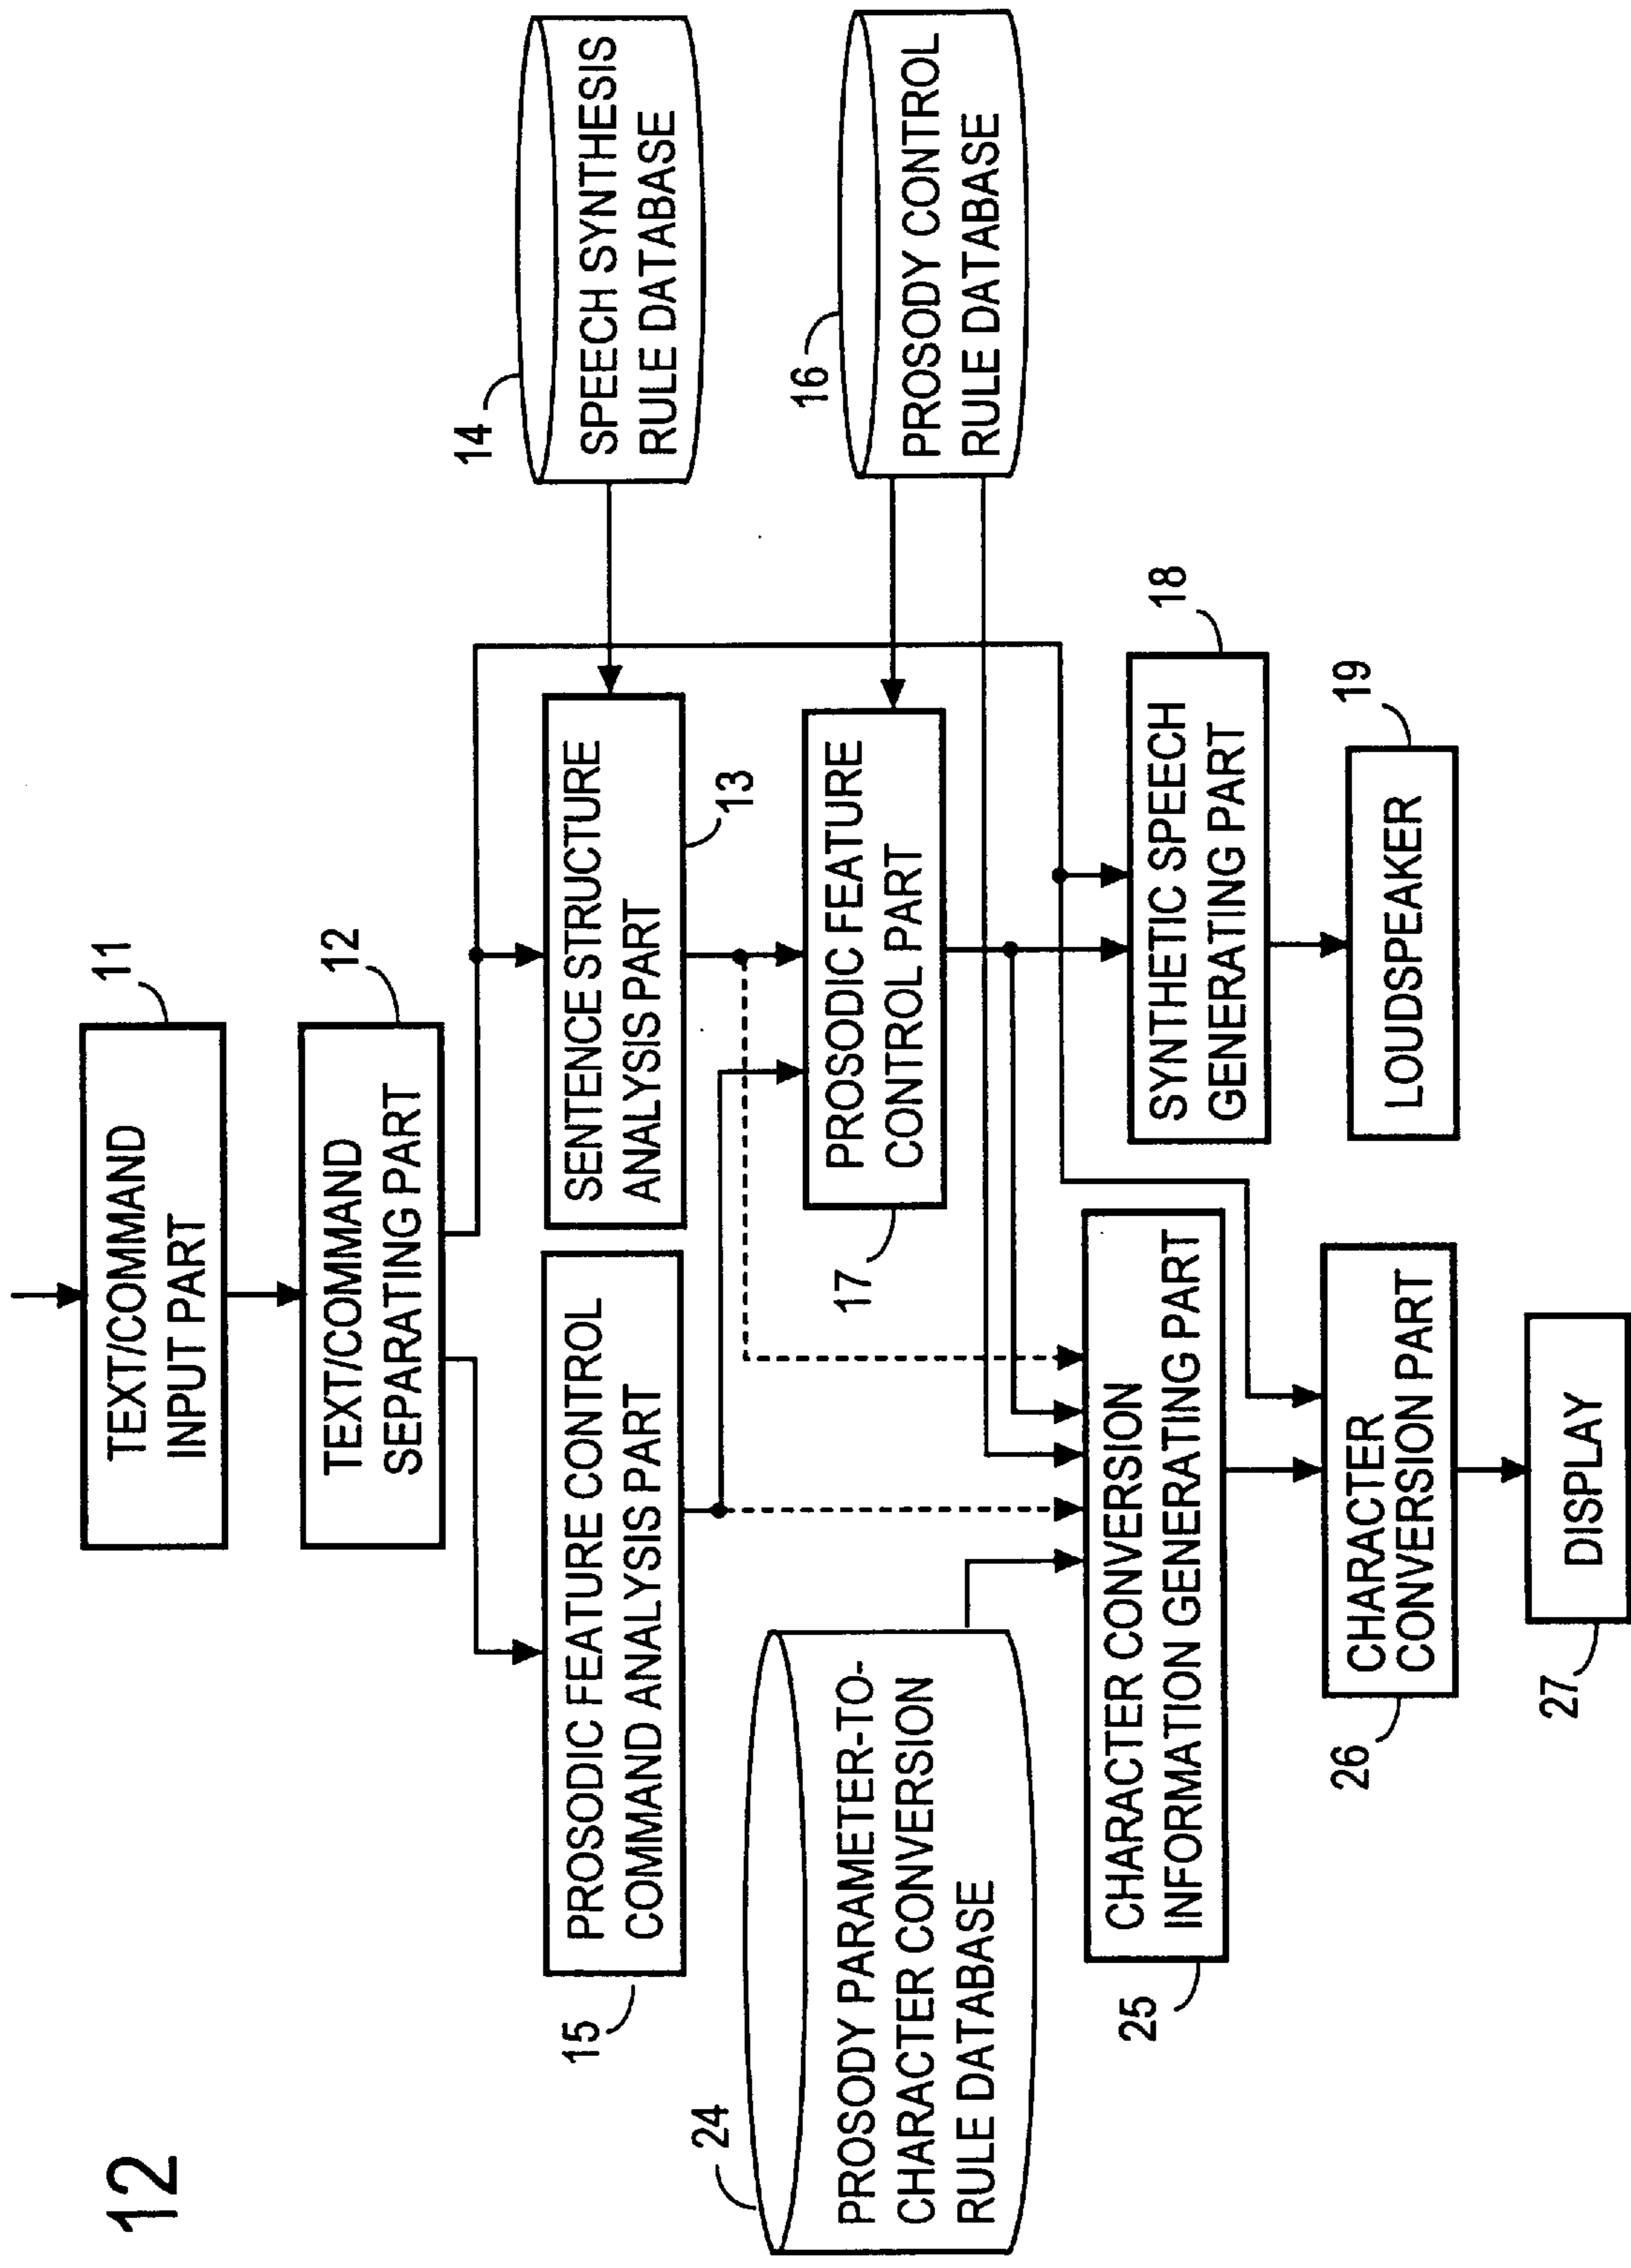 12
TEXT/COMMAND
INPUT PART
11
TEXT/COMMAND
SEPARATING PART
12
PROSODIC FEATURE CONTROL
COMMAND ANALYSIS PART
15
SENTENCE STRUCTURE
ANALYSIS PART
13
14
SPEECH SYNTHESIS
RULE DATABASE
24
PROSODY PARAMETER-TO-
CHARACTER CONVERSION
RULE DATABASE
PROSODIC FEATURE
CONTROL PART
17
16
PROSODY CONTROL
RULE DATABASE
CHARACTER CONVERSION
INFORMATION GENERATING PART
25
SYNTHETIC SPEECH
GENERATING PART
18
CHARACTER
CONVERSION PART
26
LOUDSPEAKER
19
DISPLAY
27